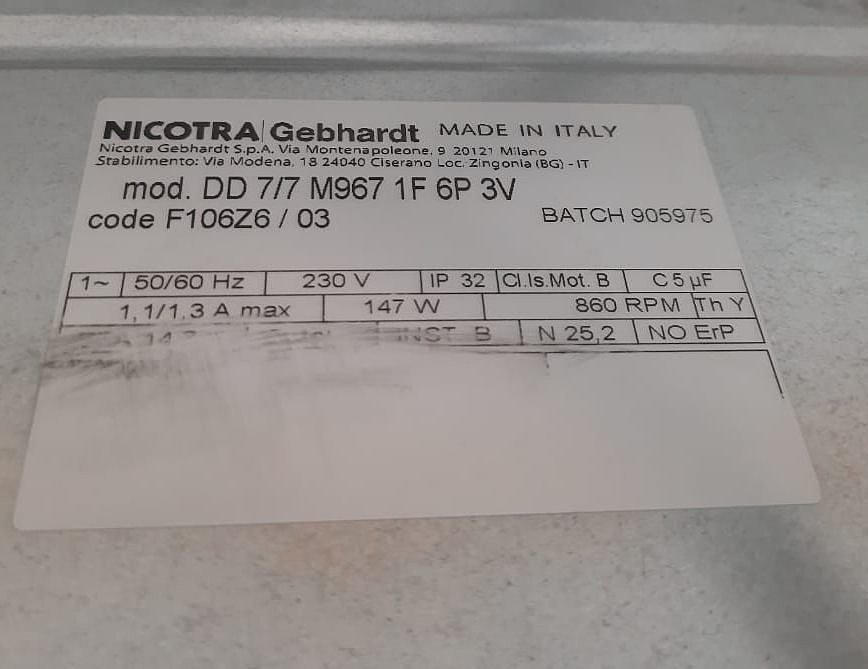 NICOTRA|Gebhardt MADE IN ITALY
Nicotra Gebhardt S.p.A. Via Montenapoleone, 9 20121 Milano
Stabilimento: Via Modena, 18 24040 Ciserano Loc. Zingonia (BG) - IT
mod. DD 7/7 M967 1F 6P 3V
code F106Z6 / 03 BATCH 905975
1~ 50/60 Hz 230 V IP 32 Cl.Is.Mot. B C 5 µF
1,1/1,3 A max 147 W 860 RPM Th Y
INST B N 25,2 NO ErP